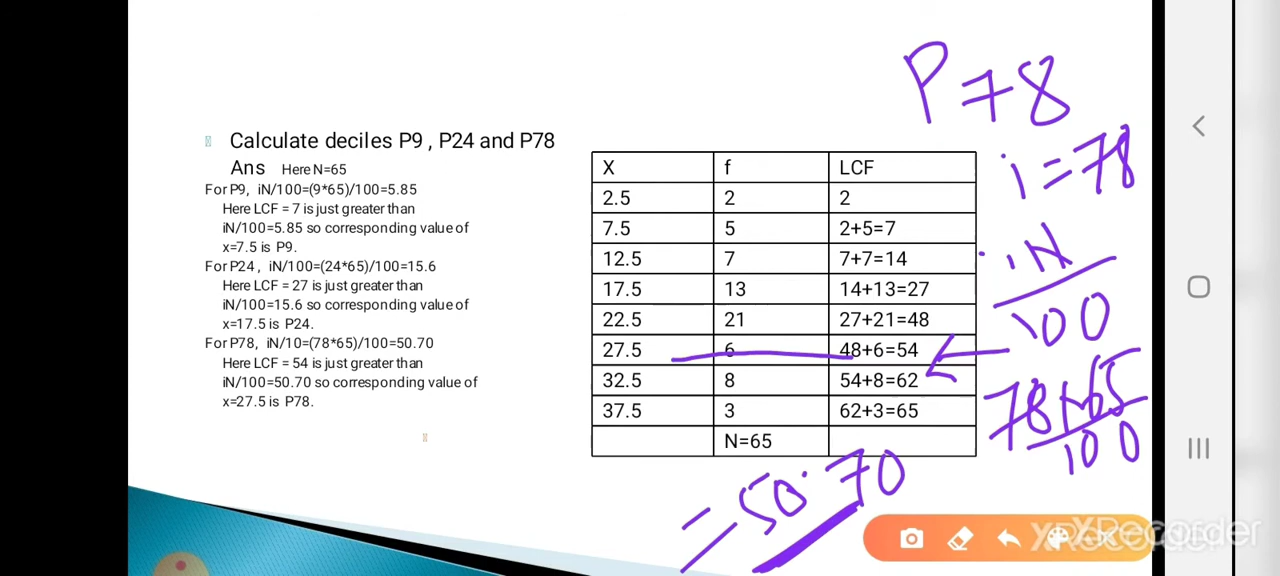 Calculate deciles P9 , P24 and P78
Ans Here N=65
For P9, iN/100=(9*65)/100=5.85
Here LCF = 7 is just greater than
iN/100=5.85 so corresponding value of
x=7.5 is P9.
For P24 , iN/100=(24*65)/100=15.6
Here LCF = 27 is just greater than
iN/100=15.6 so corresponding value of
x=17.5 is P24.
For P78, iN/10=(78*65)/100=50.70
Here LCF = 54 is just greater than
iN/100=50.70 so corresponding value of
x=27.5 is P78.
X f LCF
2.5 2 2
7.5 5 2+5=7
12.5 7 7+7=14
17.5 13 14+13=27
22.5 21 27+21=48
27.5 6 48+6=54
32.5 8 54+8=62
37.5 3 62+3=65
N=65
P78
i=78
iN
100
78×65
100
=50.70
XRecorder